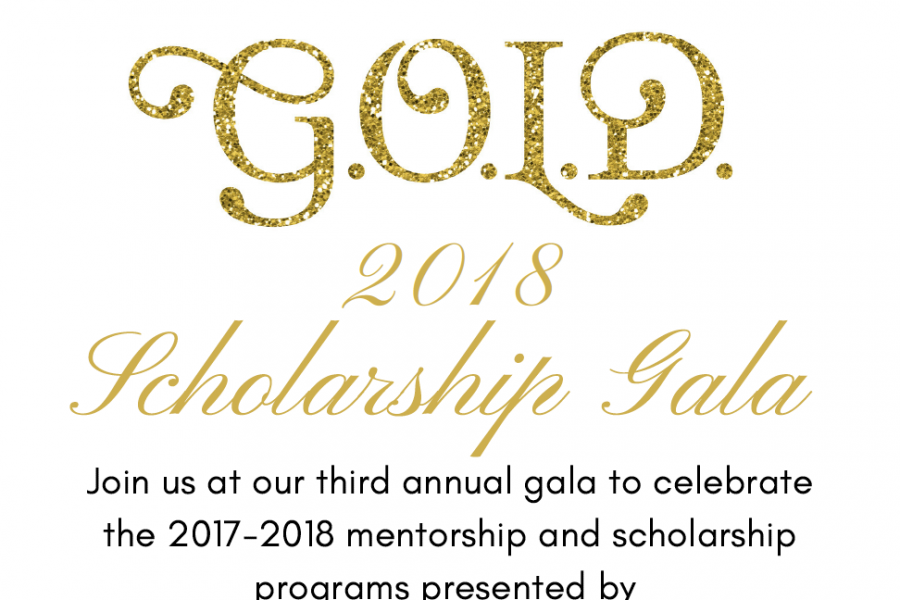 G.O.L.D.
2018
Scholarship Gala
Join us at our third annual gala to celebrate
the 2017-2018 mentorship and scholarship
programs presented by